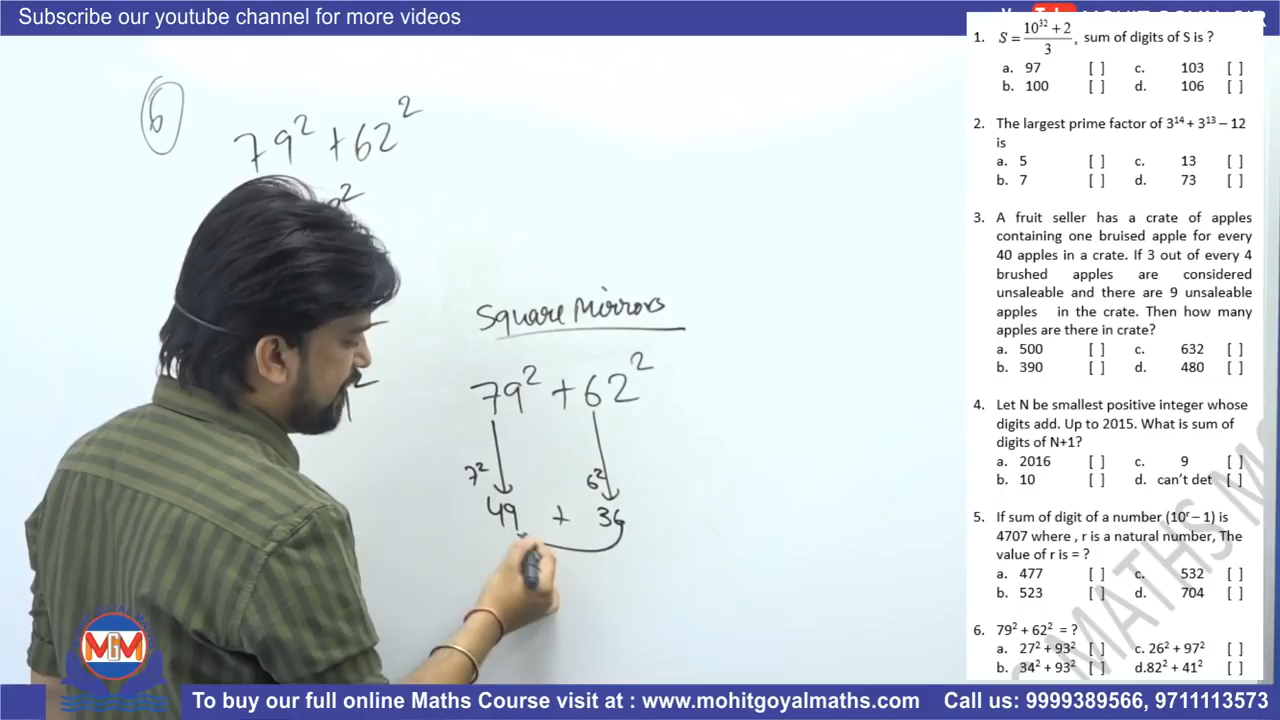 Subscribe our youtube channel for more videos
6
79² + 62²
Square Mirrors
79² + 62²
7² 6²
49 + 36
1. S = (10³² + 2)/3, sum of digits of S is ?
a. 97 [ ] c. 103 [ ]
b. 100 [ ] d. 106 [ ]
2. The largest prime factor of 3¹⁴ + 3¹³ – 12
is
a. 5 [ ] c. 13 [ ]
b. 7 [ ] d. 73 [ ]
3. A fruit seller has a crate of apples
containing one bruised apple for every
40 apples in a crate. If 3 out of every 4
brushed apples are considered
unsaleable and there are 9 unsaleable
apples in the crate. Then how many
apples are there in crate?
a. 500 [ ] c. 632 [ ]
b. 390 [ ] d. 480 [ ]
4. Let N be smallest positive integer whose
digits add. Up to 2015. What is sum of
digits of N+1?
a. 2016 [ ] c. 9 [ ]
b. 10 [ ] d. can't det [ ]
5. If sum of digit of a number (10ʳ – 1) is
4707 where , r is a natural number, The
value of r is = ?
a. 477 [ ] c. 532 [ ]
b. 523 [ ] d. 704 [ ]
6. 79² + 62² = ?
a. 27² + 93² [ ] c. 26² + 97² [ ]
b. 34² + 93² [ ] d.82² + 41² [ ]
MGM
To buy our full online Maths Course visit at : www.mohitgoyalmaths.com Call us: 9999389566, 9711113573